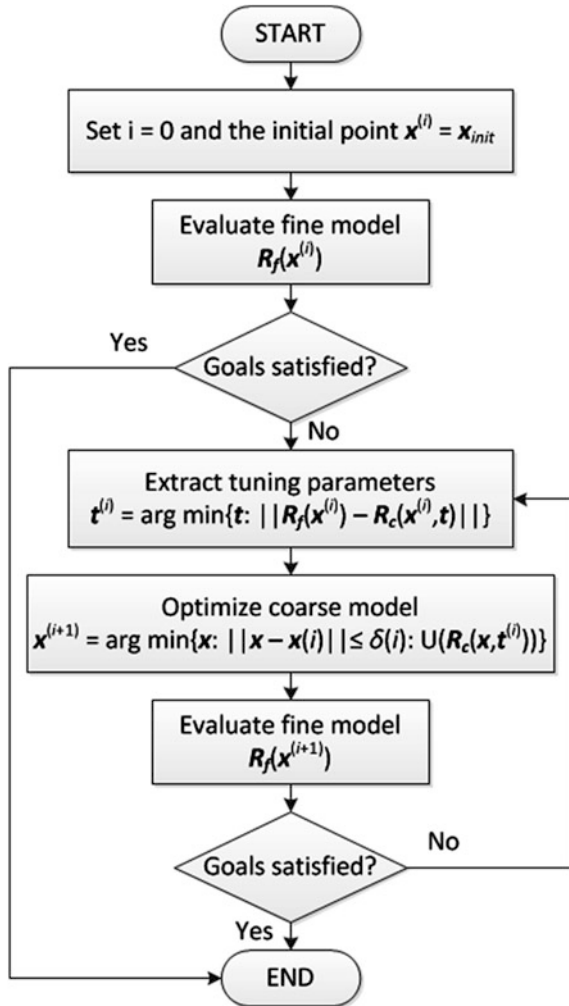 START
Set i = 0 and the initial point x^(i) = x_init
Evaluate fine model
R_f(x^(i))
Yes
Goals satisfied?
No
Extract tuning parameters
t^(i) = arg min{t: ||R_f(x^(i)) – R_c(x^(i),t)||}
Optimize coarse model
x^(i+1) = arg min{x: ||x – x(i)||≤ δ(i): U(R_c(x,t^(i)))}
Evaluate fine model
R_f(x^(i+1))
Goals satisfied?
No
Yes
END